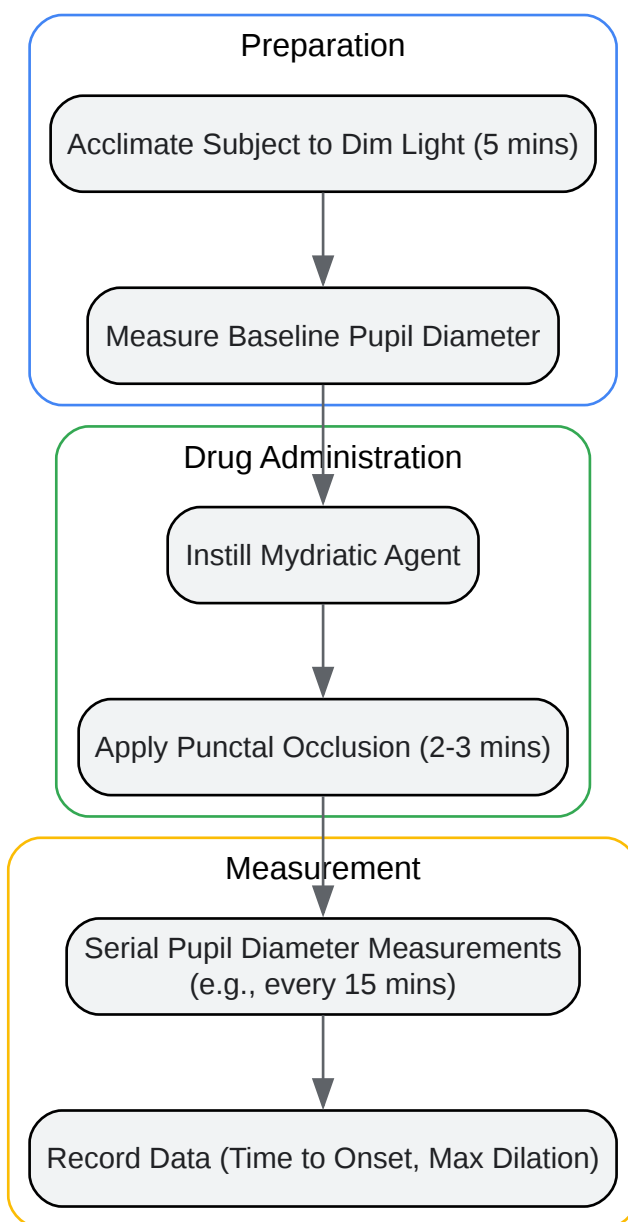 Preparation
Acclimate Subject to Dim Light (5 mins)
Measure Baseline Pupil Diameter
Drug Administration
Instill Mydriatic Agent
Apply Punctal Occlusion (2-3 mins)
Measurement
Serial Pupil Diameter Measurements
(e.g., every 15 mins)
Record Data (Time to Onset, Max Dilation)